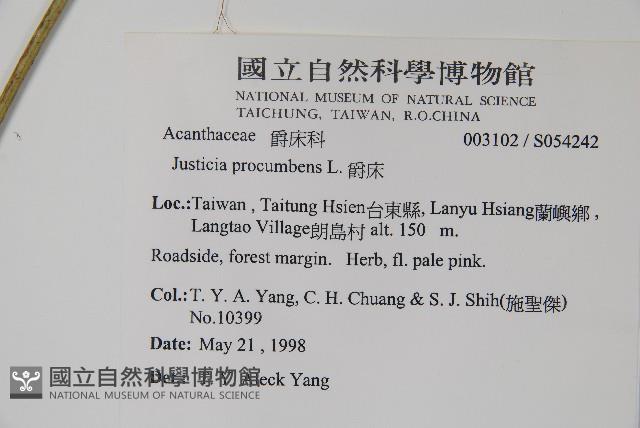 國立自然科學博物館
NATIONAL MUSEUM OF NATURAL SCIENCE
TAICHUNG, TAIWAN, R.O.CHINA
Acanthaceae 爵床科 003102 / S054242
Justicia procumbens L. 爵床
Loc.:Taiwan , Taitung Hsien台東縣, Lanyu Hsiang蘭嶼鄉 ,
Langtao Village朗島村 alt. 150 m.
Roadside, forest margin. Herb, fl. pale pink.
Col.:T. Y. A. Yang, C. H. Chuang & S. J. Shih(施聖傑)
No.10399
Date: May 21 , 1998
Det.: T. Y. Aleck Yang
國立自然科學博物館
NATIONAL MUSEUM OF NATURAL SCIENCE